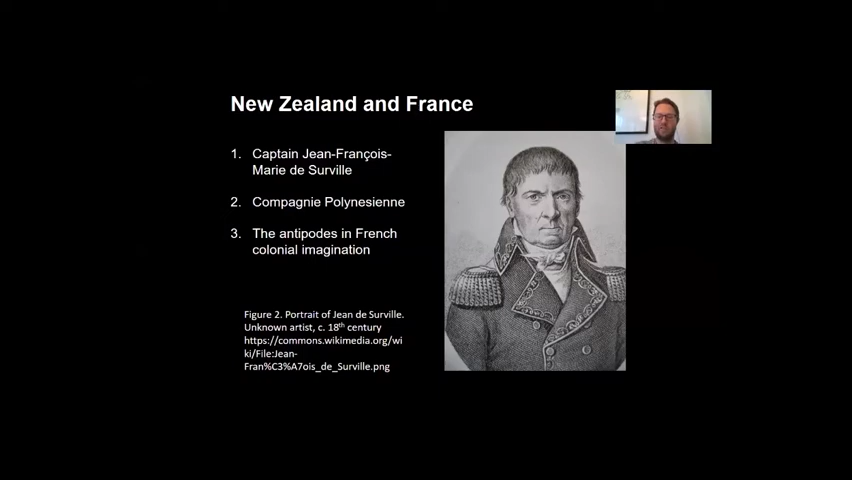 New Zealand and France
1. Captain Jean-François-
Marie de Surville
2. Compagnie Polynesienne
3. The antipodes in French
colonial imagination
Figure 2. Portrait of Jean de Surville.
Unknown artist, c. 18th century
https://commons.wikimedia.org/wi
ki/File:Jean-
Fran%C3%A7ois_de_Surville.png